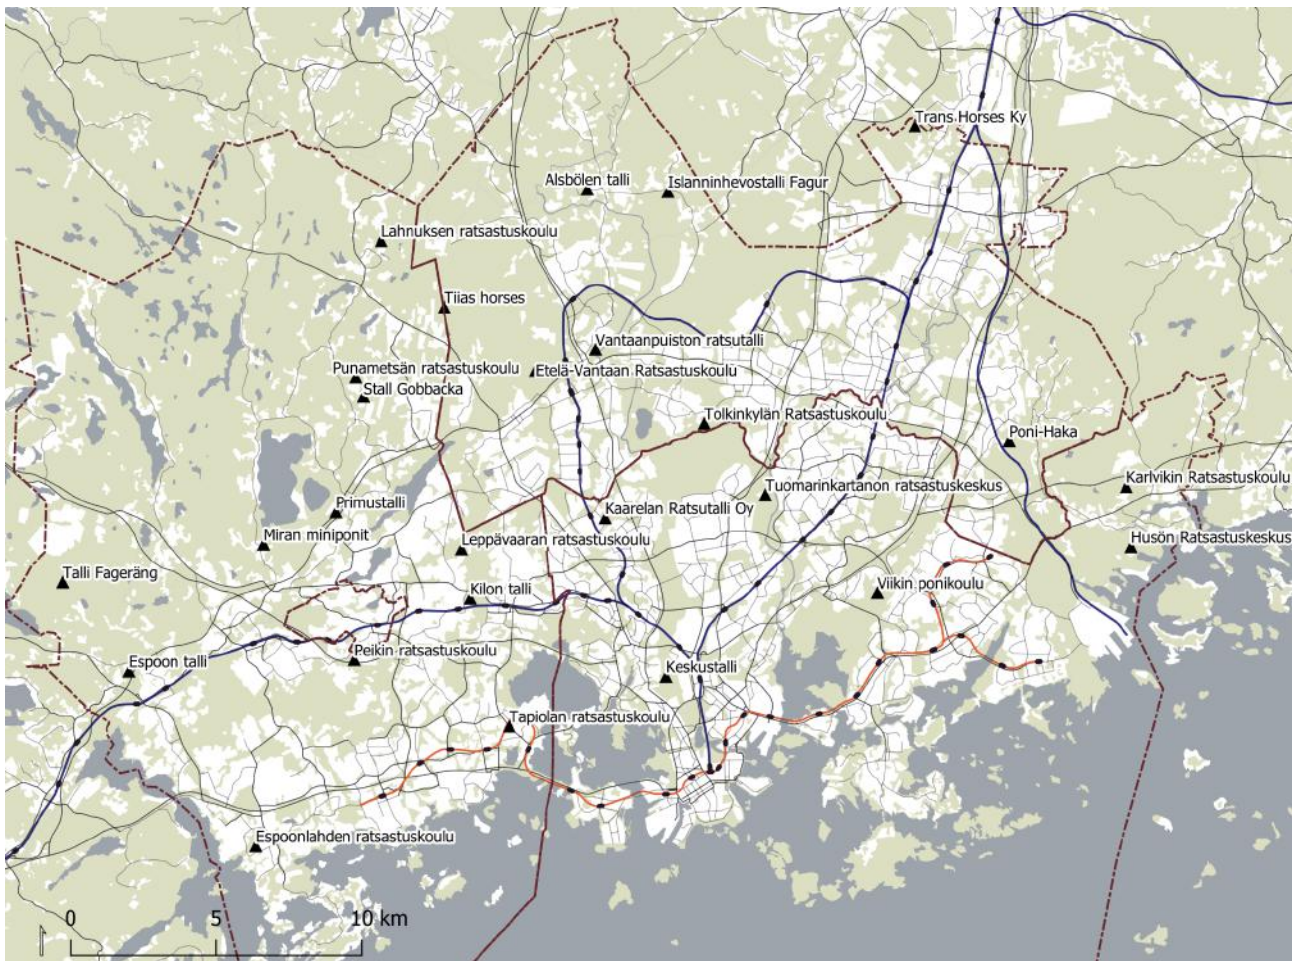 Trans Horses Ky
Alsbölen talli
Islanninhevostalli Fagur
Lahnuksen ratsastuskoulu
Tiias horses
Vantaanpuiston ratsutalli
Punametsän ratsastuskoulu
Etelä-Vantaan Ratsastuskoulu
Stall Gobbacka
Tolkinkylän Ratsastuskoulu
Poni-Haka
Karlvikin Ratsastuskoulu
Tuomarinkartanon ratsastuskeskus
Primustalli
Kaarelan Ratsutalli Oy
Miran miniponit
Leppävaaran ratsastuskoulu
Husön Ratsastuskeskus
Talli Fageräng
Viikin ponikoulu
Kilon talli
Peikin ratsastuskoulu
Espoon talli
Keskustalli
Tapiolan ratsastuskoulu
Espoonlahden ratsastuskoulu
0 5 10 km